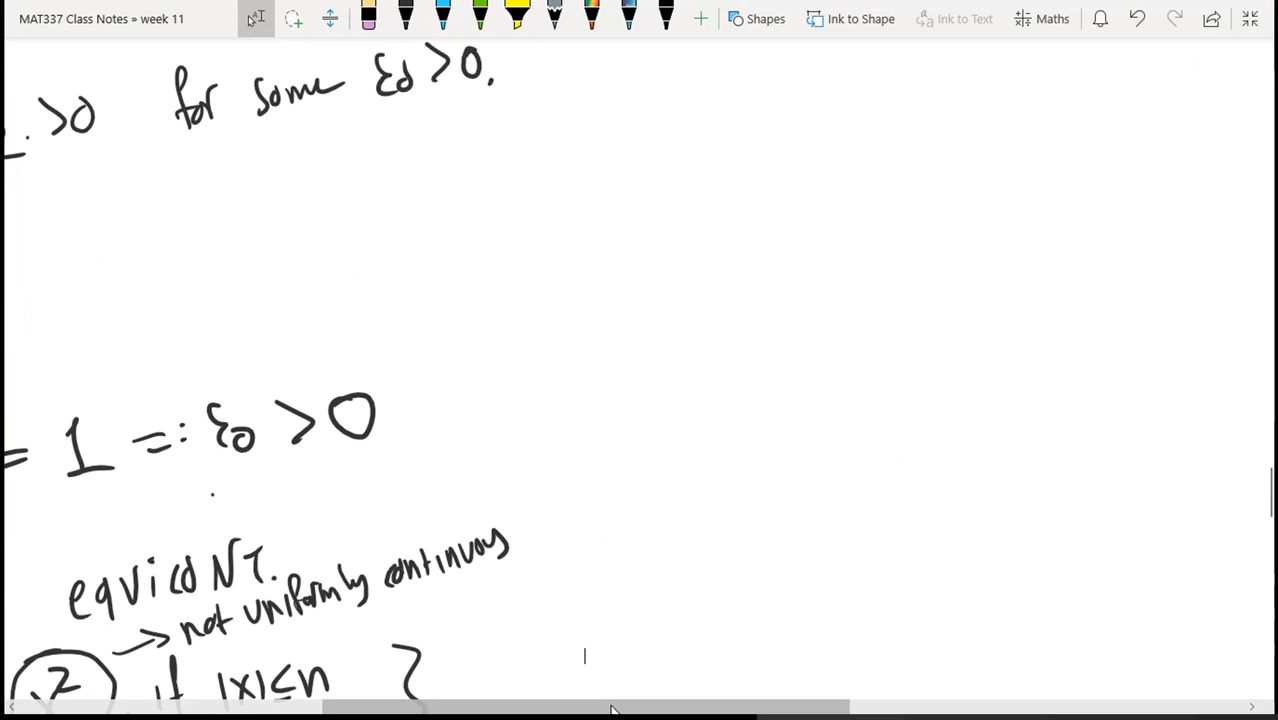 MAT337 Class Notes » week 11
Shapes
Ink to Shape
Ink to Text
Maths
. >0 for some ε0 >0.
= 1 =: ε0 > 0
equicoNT.
→ not uniformly continuous
x² if |x|≤n }